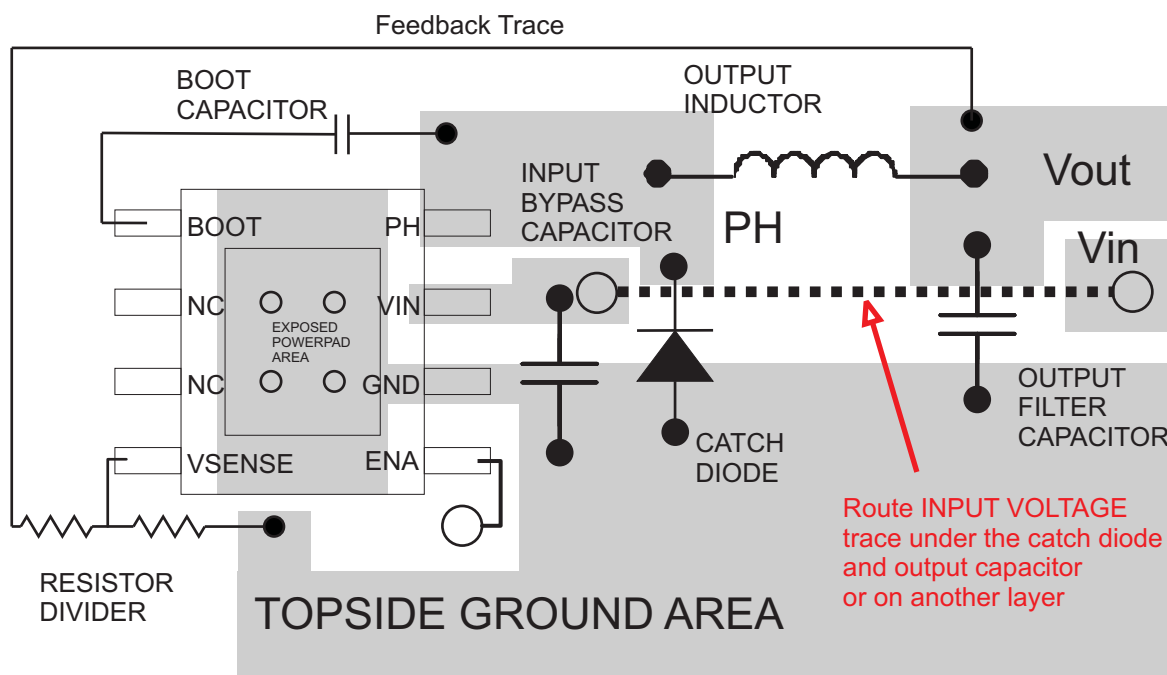 Feedback Trace
BOOT
CAPACITOR
OUTPUT
INDUCTOR
INPUT
BYPASS
CAPACITOR
Vout
PH
Vin
BOOT
PH
NC
VIN
EXPOSED
POWERPAD
AREA
NC
GND
VSENSE
ENA
CATCH
DIODE
OUTPUT
FILTER
CAPACITOR
Route INPUT VOLTAGE
trace under the catch diode
and output capacitor
or on another layer
RESISTOR
DIVIDER
TOPSIDE GROUND AREA